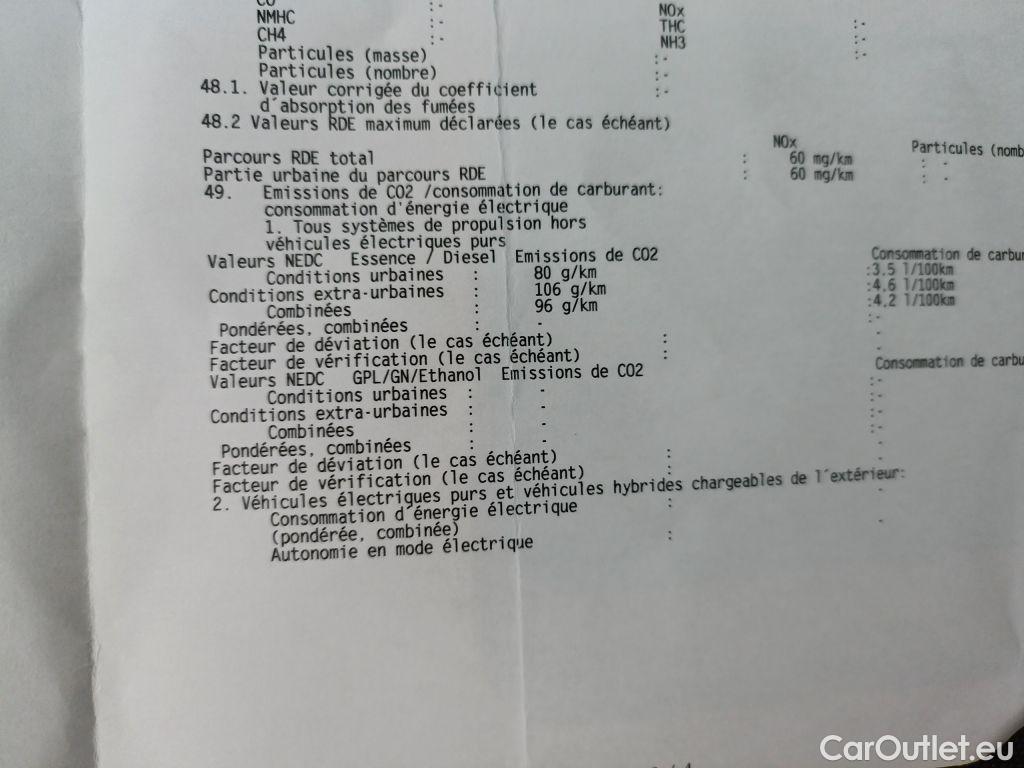 CO :- NOx
NMHC :- THC :-
CH4 :- NH3 :-
Particules (masse) :- :-
Particules (nombre) :-
48.1. Valeur corrigée du coefficient :-
d´absorption des fumées
48.2 Valeurs RDE maximum déclarées (le cas échéant)
NOx Particules (nomb
Parcours RDE total : 60 mg/km : -
Partie urbaine du parcours RDE : 60 mg/km : -
49. Emissions de CO2 /consommation de carburant:
consommation d'énergie électrique
1. Tous systèmes de propulsion hors
véhicules électriques purs
Valeurs NEDC Essence / Diesel Emissions de CO2 Consommation de carbur
Conditions urbaines : 80 g/km :3.5 l/100km
Conditions extra-urbaines : 106 g/km :4.6 l/100km
Combinées : 96 g/km :4.2 l/100km
Pondérées, combinées : - :-
Facteur de déviation (le cas échéant) : -
Facteur de vérification (le cas échéant) : -
Valeurs NEDC GPL/GN/Ethanol Emissions de CO2 Consommation de carbu
Conditions urbaines : - :-
Conditions extra-urbaines : - :-
Combinées : - :-
Pondérées, combinées : - :-
Facteur de déviation (le cas échéant) : -
Facteur de vérification (le cas échéant) : -
2. Véhicules électriques purs et véhicules hybrides chargeables de l´extérieur:
Consommation d´énergie électrique : -
(pondérée, combinée)
Autonomie en mode électrique : -
CarOutlet.eu